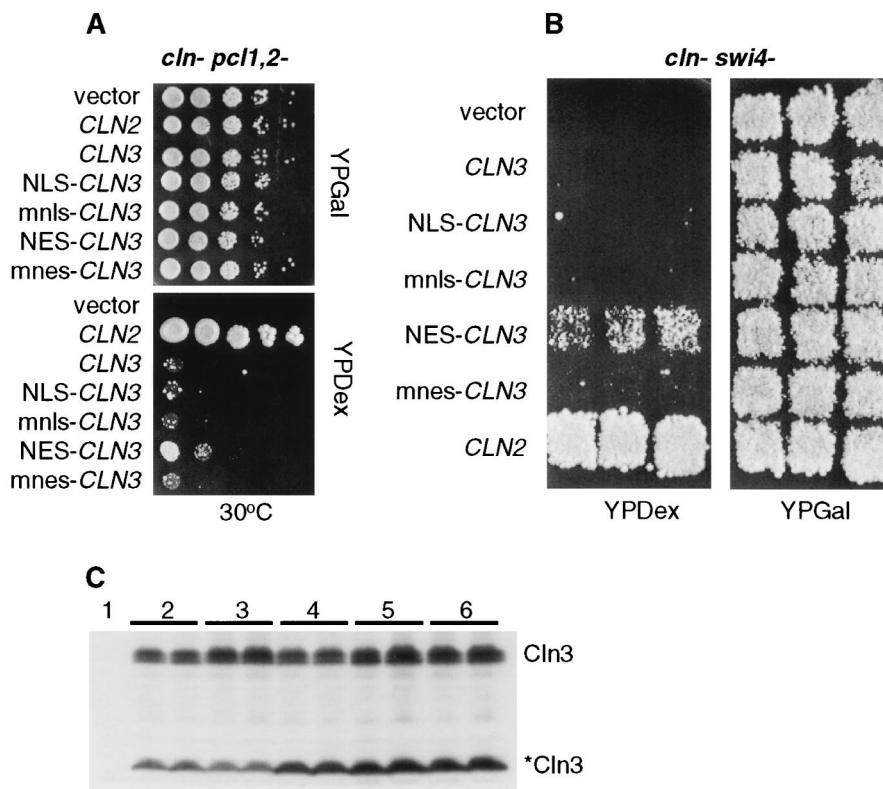 A
cln- pcl1,2-
vector
CLN2
CLN3
NLS-CLN3
mnls-CLN3
NES-CLN3
mnes-CLN3
YPGal
vector
CLN2
CLN3
NLS-CLN3
mnls-CLN3
NES-CLN3
mnes-CLN3
YPDex
30ºC
B
cln- swi4-
vector
CLN3
NLS-CLN3
mnls-CLN3
NES-CLN3
mnes-CLN3
CLN2
YPDex
YPGal
C
1 2 3 4 5 6
Cln3
*Cln3